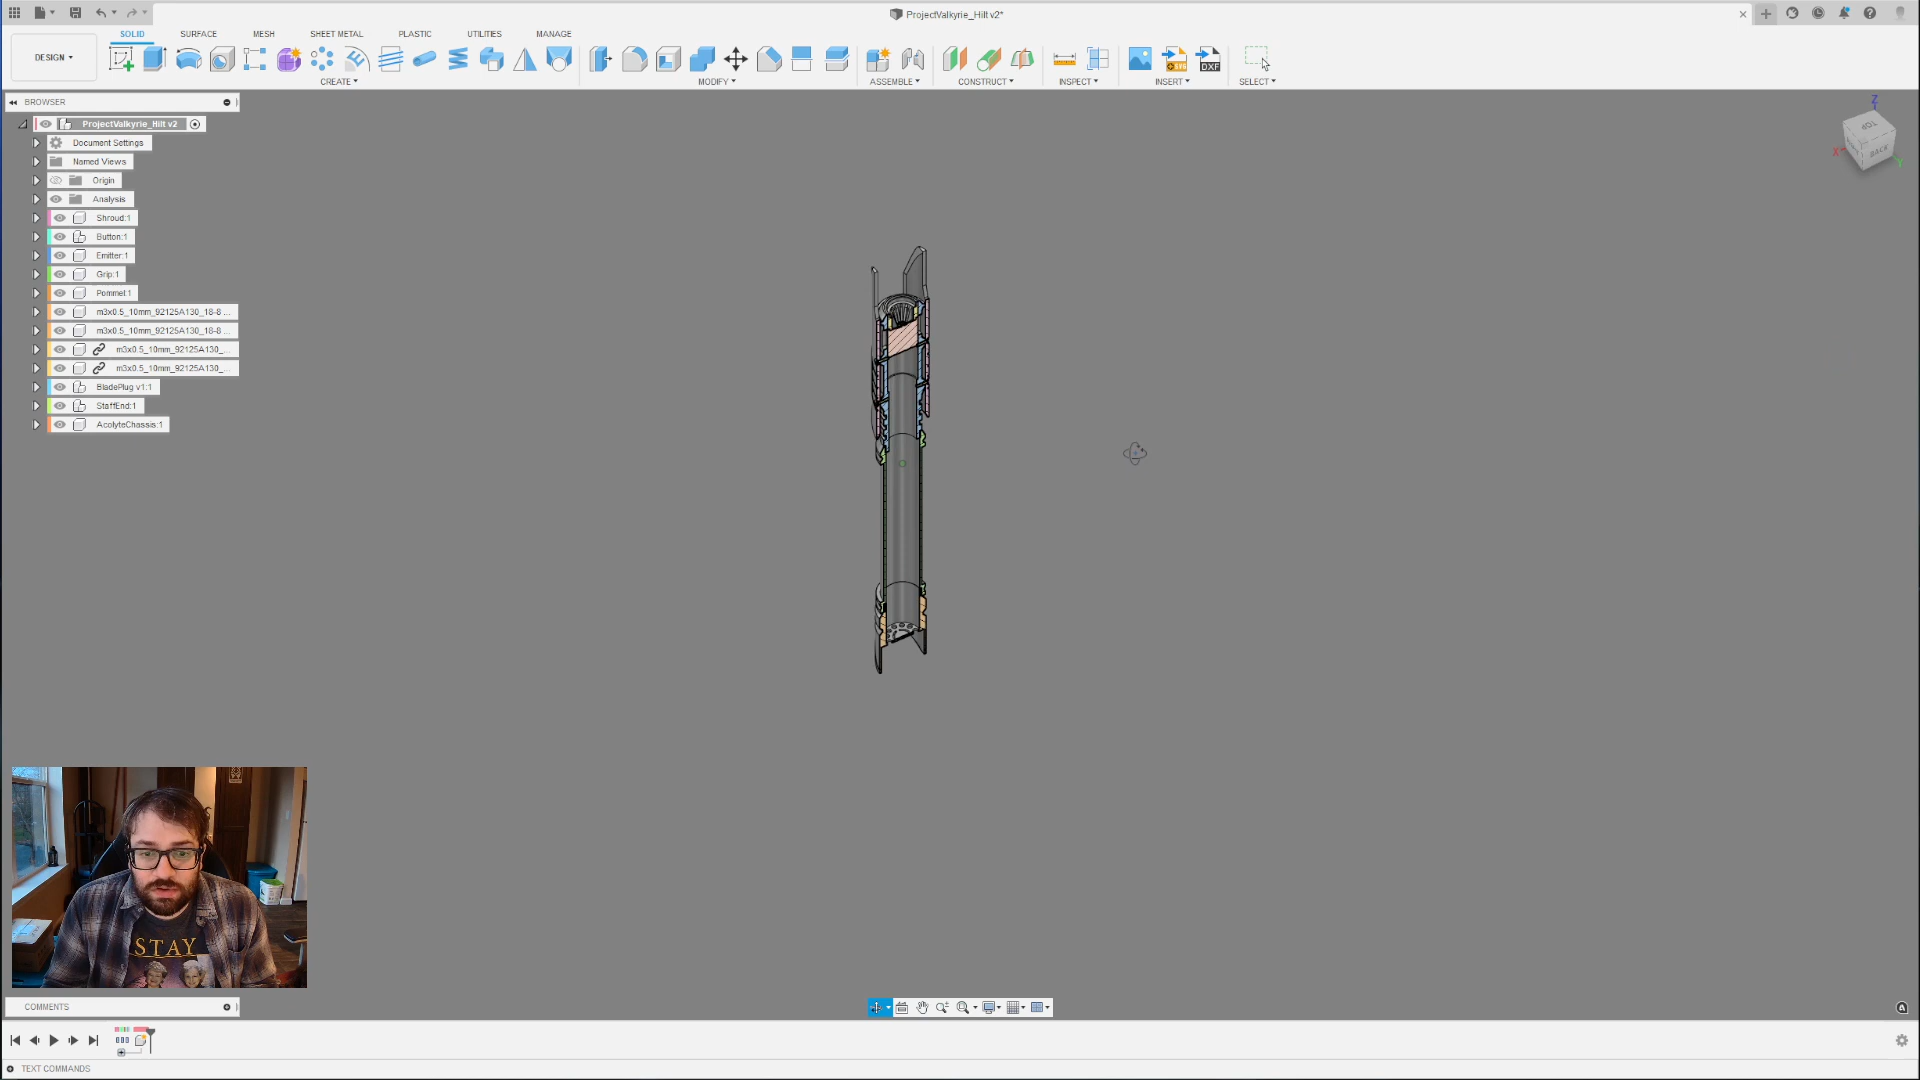 ProjectValkyrie_Hilt v2*
SOLID
SURFACE
MESH
SHEET METAL
PLASTIC
UTILITIES
MANAGE
DESIGN
CREATE
MODIFY
ASSEMBLE
CONSTRUCT
INSPECT
INSERT
SELECT
DXF
BROWSER
ProjectValkyrie_Hilt v2
Document Settings
Named Views
Origin
Analysis
Shroud:1
Button:1
Emitter:1
Grip:1
Pommel:1
m3x0.5_10mm_92125A130_18-8 ...
m3x0.5_10mm_92125A130_18-8 ...
m3x0.5_10mm_92125A130_...
m3x0.5_10mm_92125A130_...
BladePlug v1:1
StaffEnd:1
AcolyteChassis:1
Z
TOP
BACK
X
Y
STAY
COMMENTS
TEXT COMMANDS